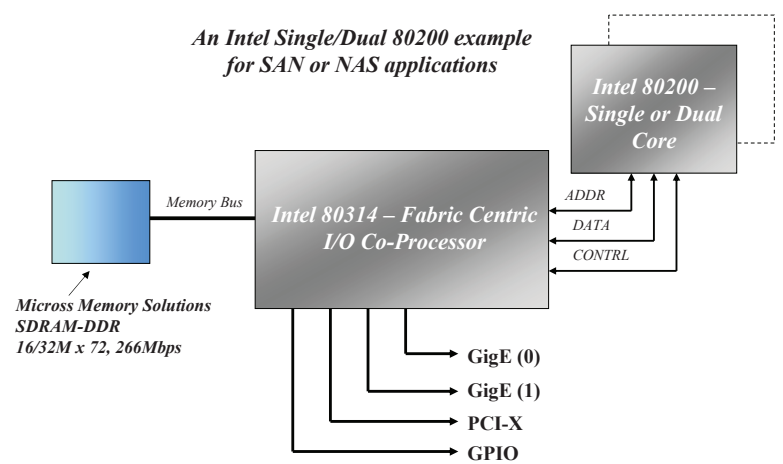 An Intel Single/Dual 80200 example
for SAN or NAS applications
Intel 80200 –
Single or Dual
Core
Memory Bus
Intel 80314 – Fabric Centric
I/O Co-Processor
ADDR
DATA
CONTRL
Micross Memory Solutions
SDRAM-DDR
16/32M x 72, 266Mbps
GigE (0)
GigE (1)
PCI-X
GPIO